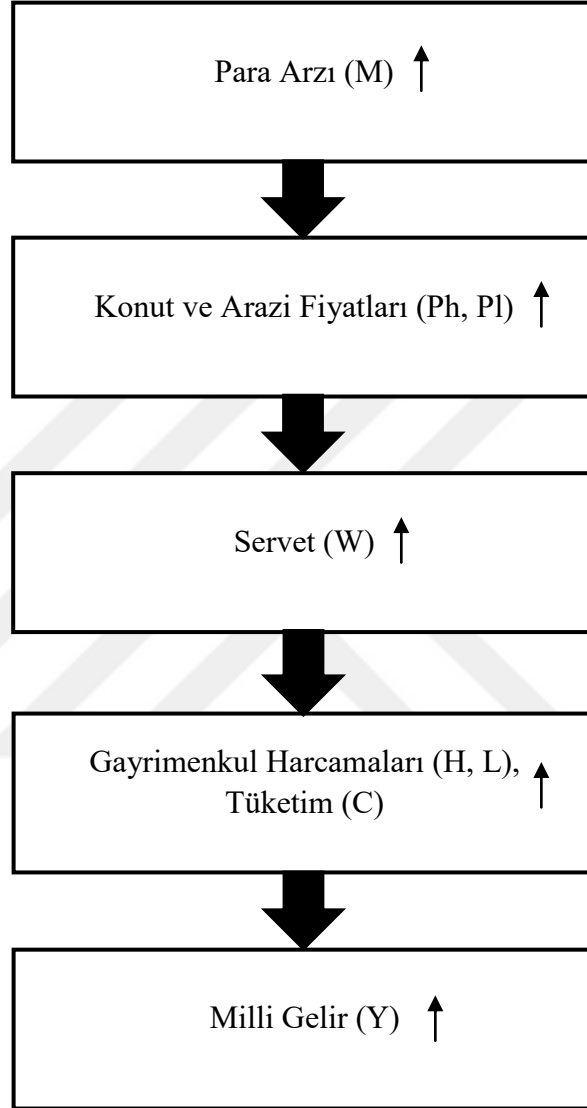 Para Arzı (M)
Konut ve Arazi Fiyatları (Ph, Pl)
Servet (W)
Gayrimenkul Harcamaları (H, L),
Tüketim (C)
Milli Gelir (Y)